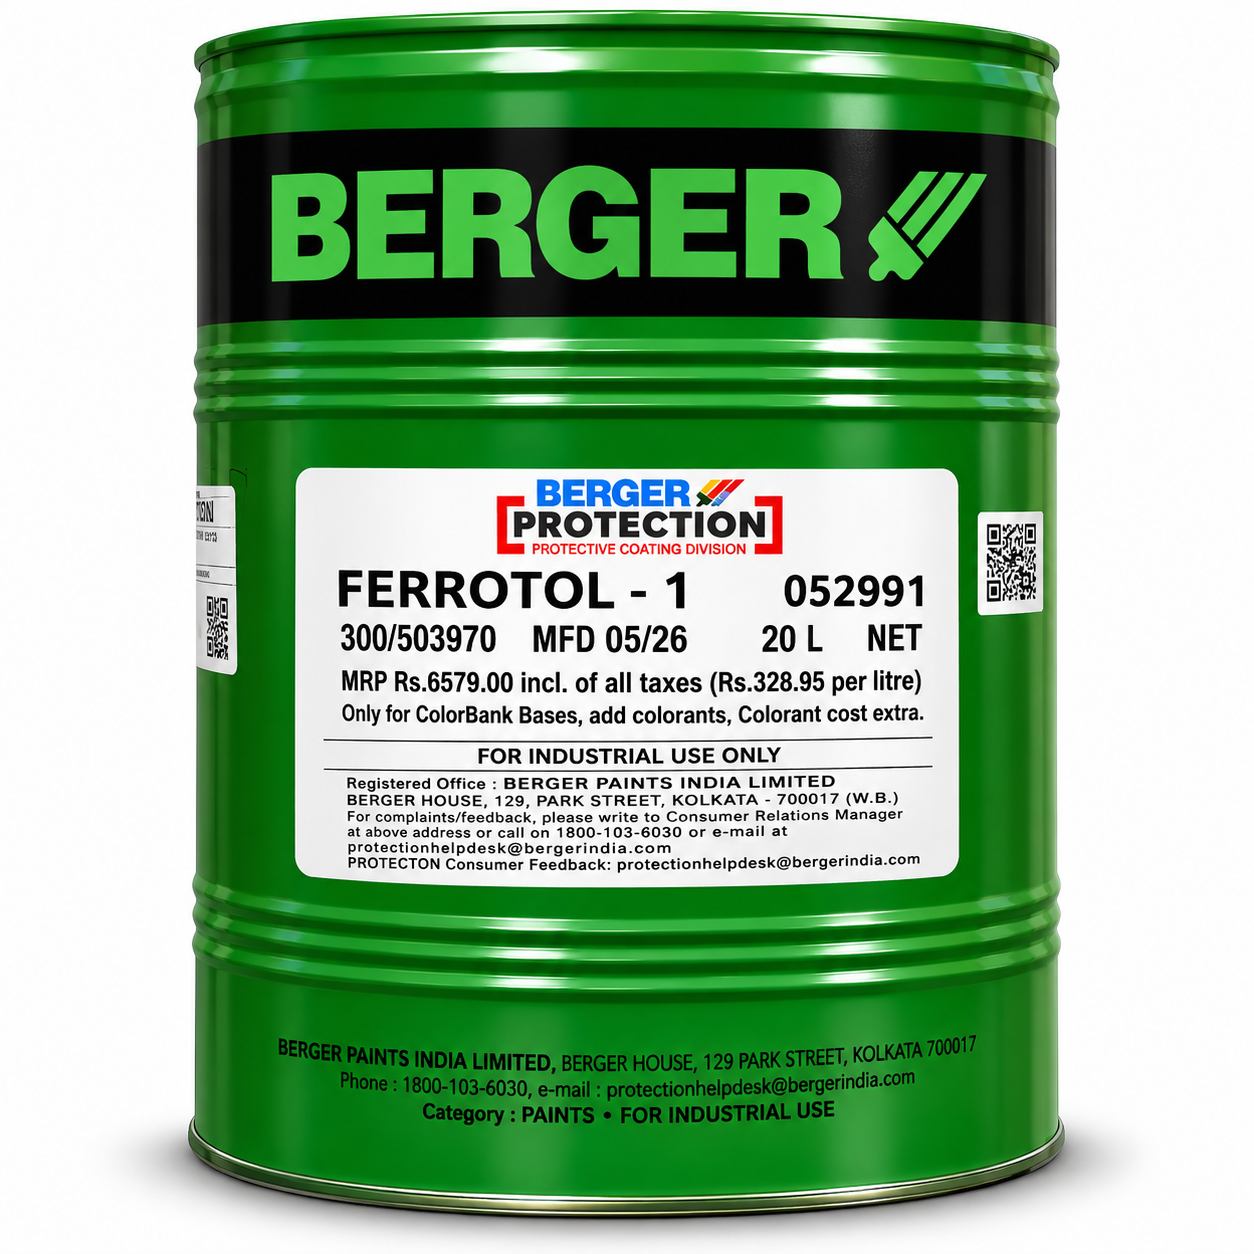 BERGER
BERGER
PROTECTION
PROTECTIVE COATING DIVISION
FERROTOL - 1 052991
300/503970 MFD 05/26 20 L NET
MRP Rs.6579.00 incl. of all taxes (Rs.328.95 per litre)
Only for ColorBank Bases, add colorants, Colorant cost extra.
FOR INDUSTRIAL USE ONLY
Registered Office : BERGER PAINTS INDIA LIMITED
BERGER HOUSE, 129, PARK STREET, KOLKATA - 700017 (W.B.)
For complaints/feedback, please write to Consumer Relations Manager
at above address or call on 1800-103-6030 or e-mail at
protectionhelpdesk@bergerindia.com
PROTECTON Consumer Feedback: protectionhelpdesk@bergerindia.com
BERGER PAINTS INDIA LIMITED, BERGER HOUSE, 129 PARK STREET, KOLKATA 700017
Phone : 1800-103-6030, e-mail : protectionhelpdesk@bergerindia.com
Category : PAINTS • FOR INDUSTRIAL USE